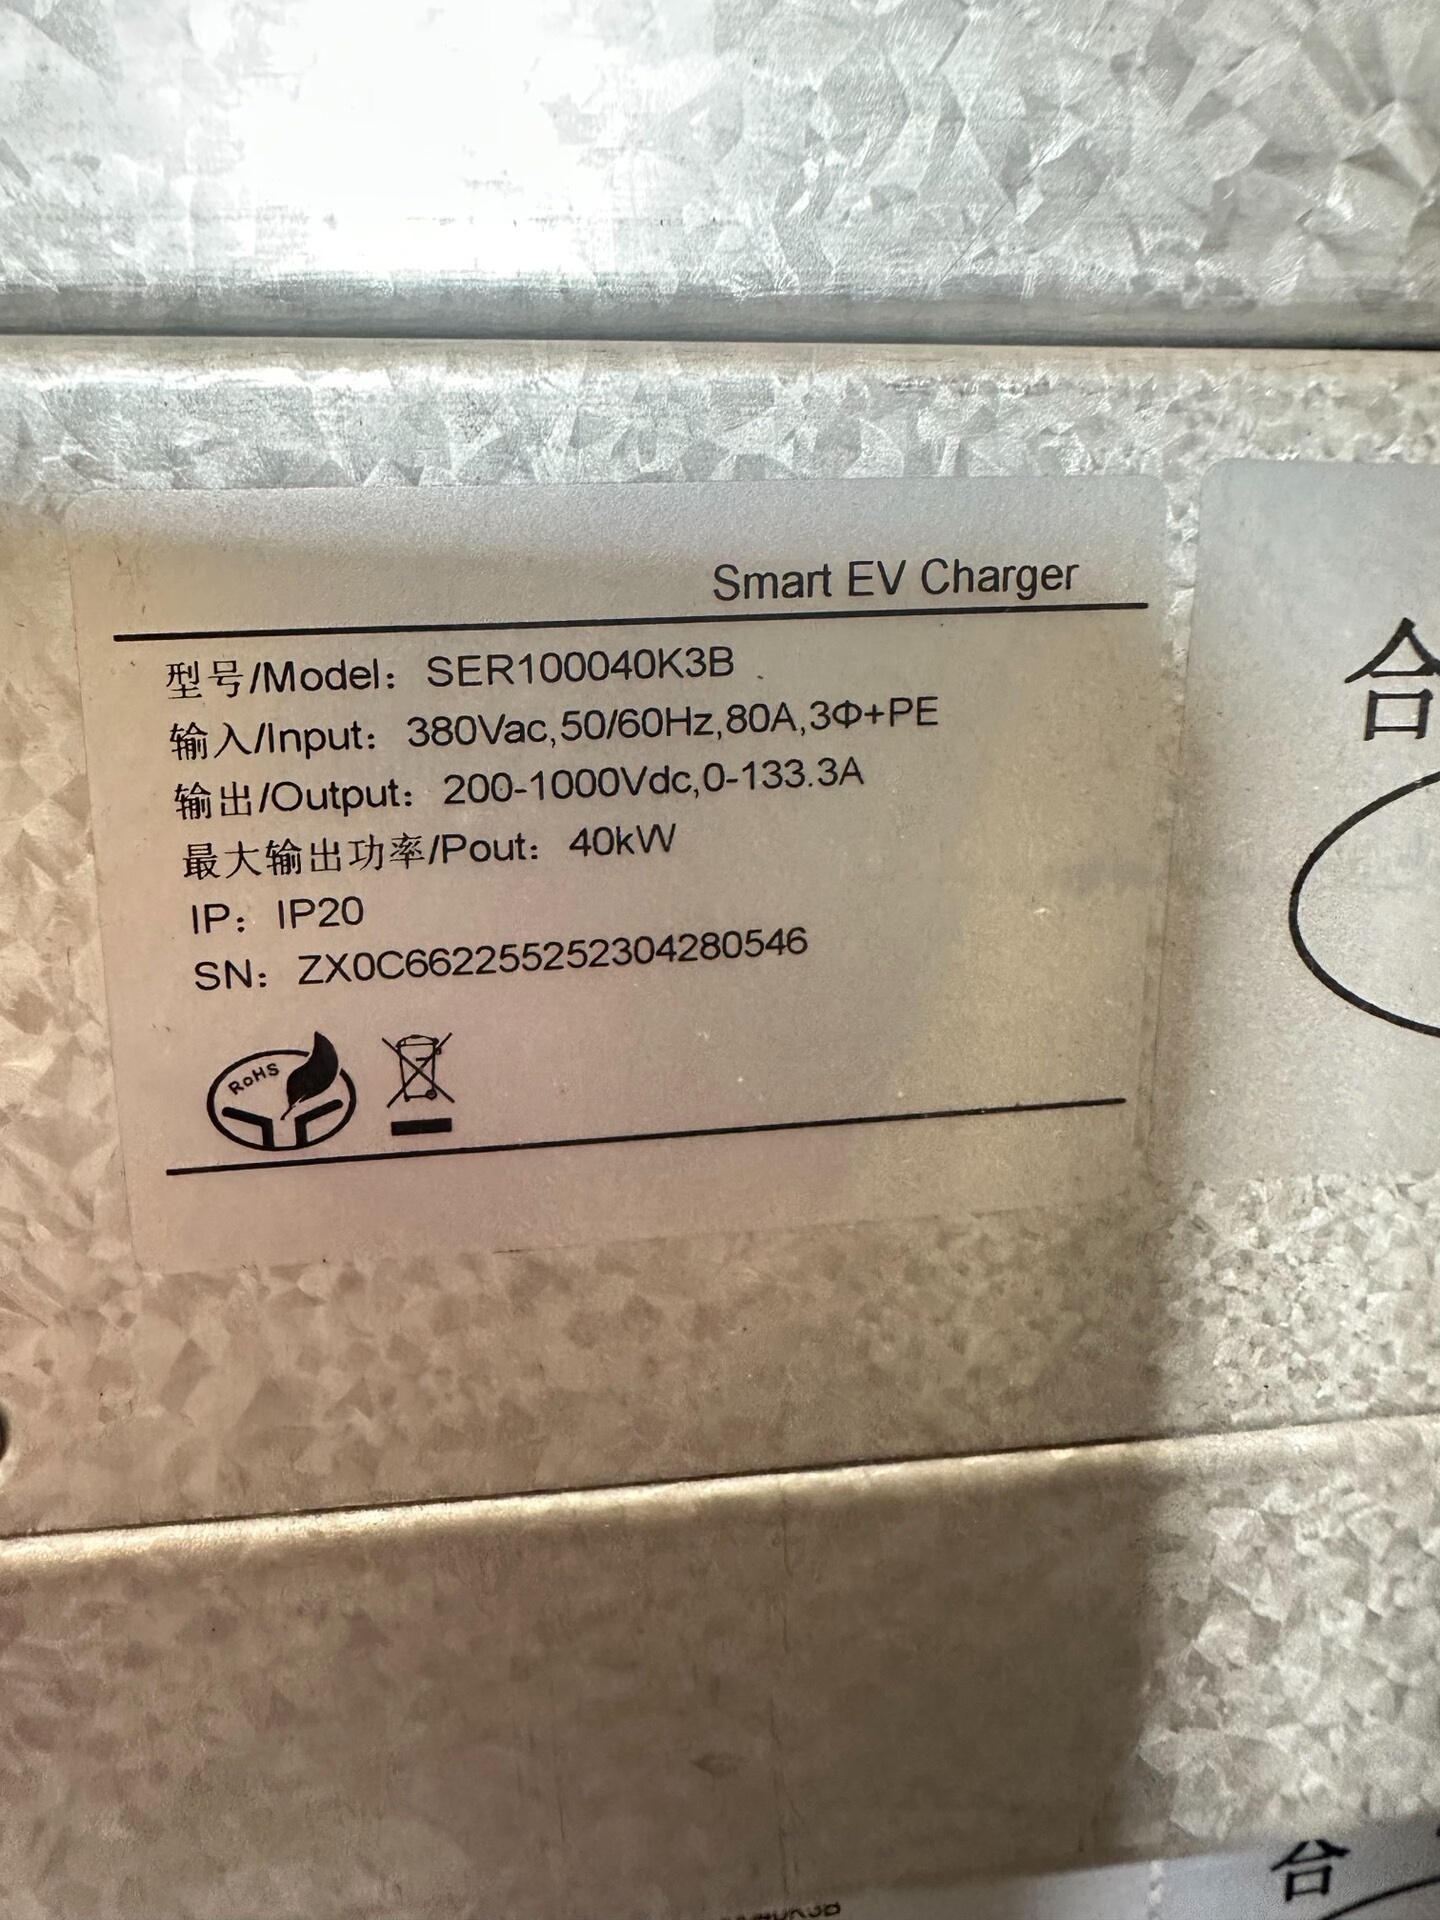 Smart EV Charger
型号/Model：SER100040K3B
输入/Input：380Vac,50/60Hz,80A,3Φ+PE
输出/Output：200-1000Vdc,0-133.3A
最大输出功率/Pout：40kW
IP：IP20
SN：ZX0C662255252304280546
RoHS
合
合